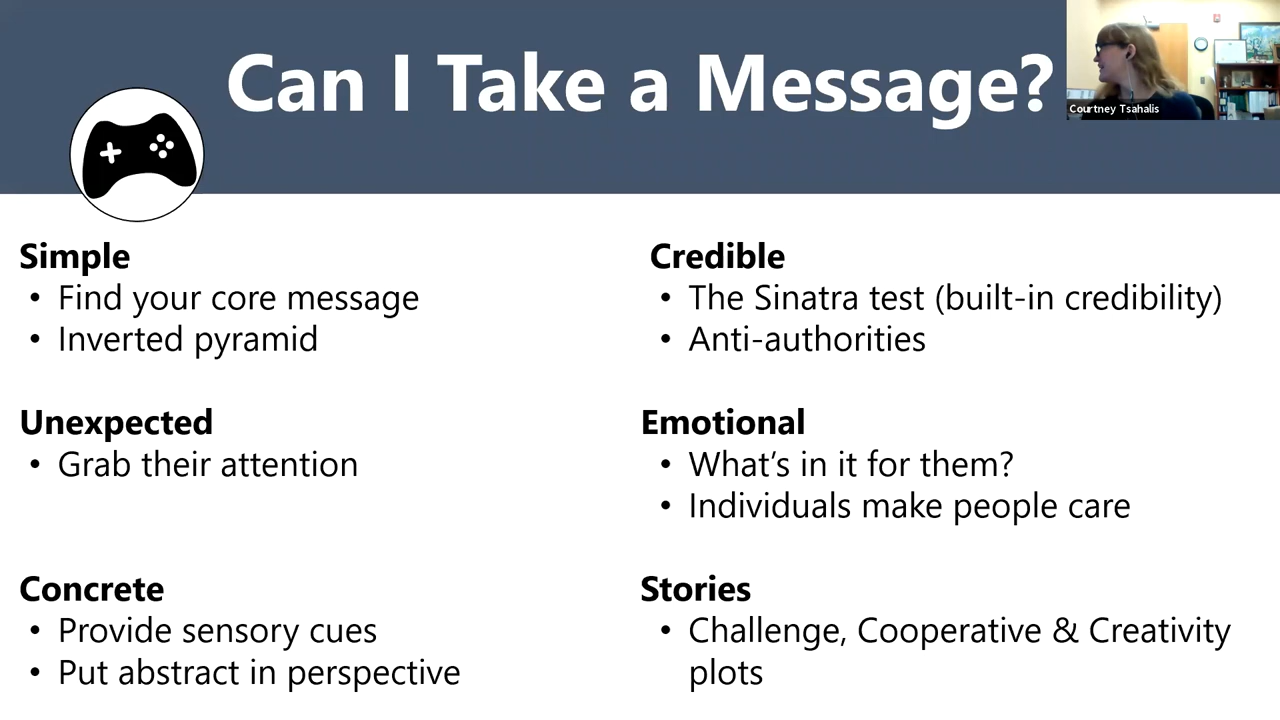 Can I Take a Message?
Courtney Tsahalis
Simple
• Find your core message
• Inverted pyramid
Unexpected
• Grab their attention
Concrete
• Provide sensory cues
• Put abstract in perspective
Credible
• The Sinatra test (built-in credibility)
• Anti-authorities
Emotional
• What’s in it for them?
• Individuals make people care
Stories
• Challenge, Cooperative & Creativity
plots